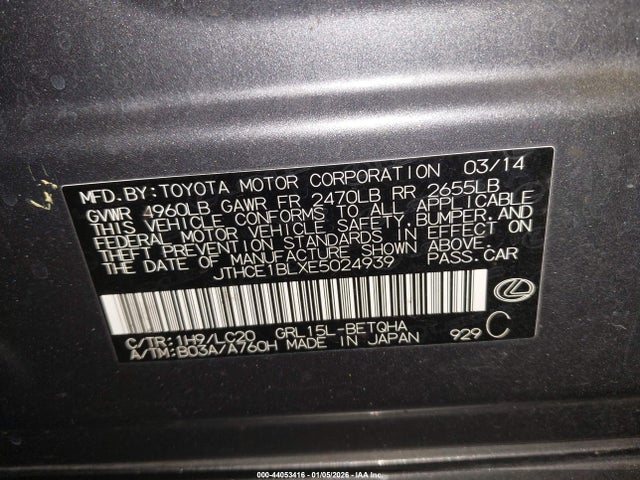 MFD.BY:TOYOTA MOTOR CORPORATION 03/14
GVWR 4960LB GAWR FR 2470LB RR 2655LB
THIS VEHICLE CONFORMS TO ALL APPLICABLE
FEDERAL MOTOR VEHICLE SAFETY,BUMPER,AND
THEFT PREVENTION STANDARDS IN EFFECT ON
THE DATE OF MANUFACTURE SHOWN ABOVE.
JTHCE1BLXE5024939 PASS.CAR
C/TR:1H9/LC20 GRL15L-BETQHA
A/TM:B03A/A760H MADE IN JAPAN 929 C
000-44053416 - 01/05/2026 - IAA Inc.